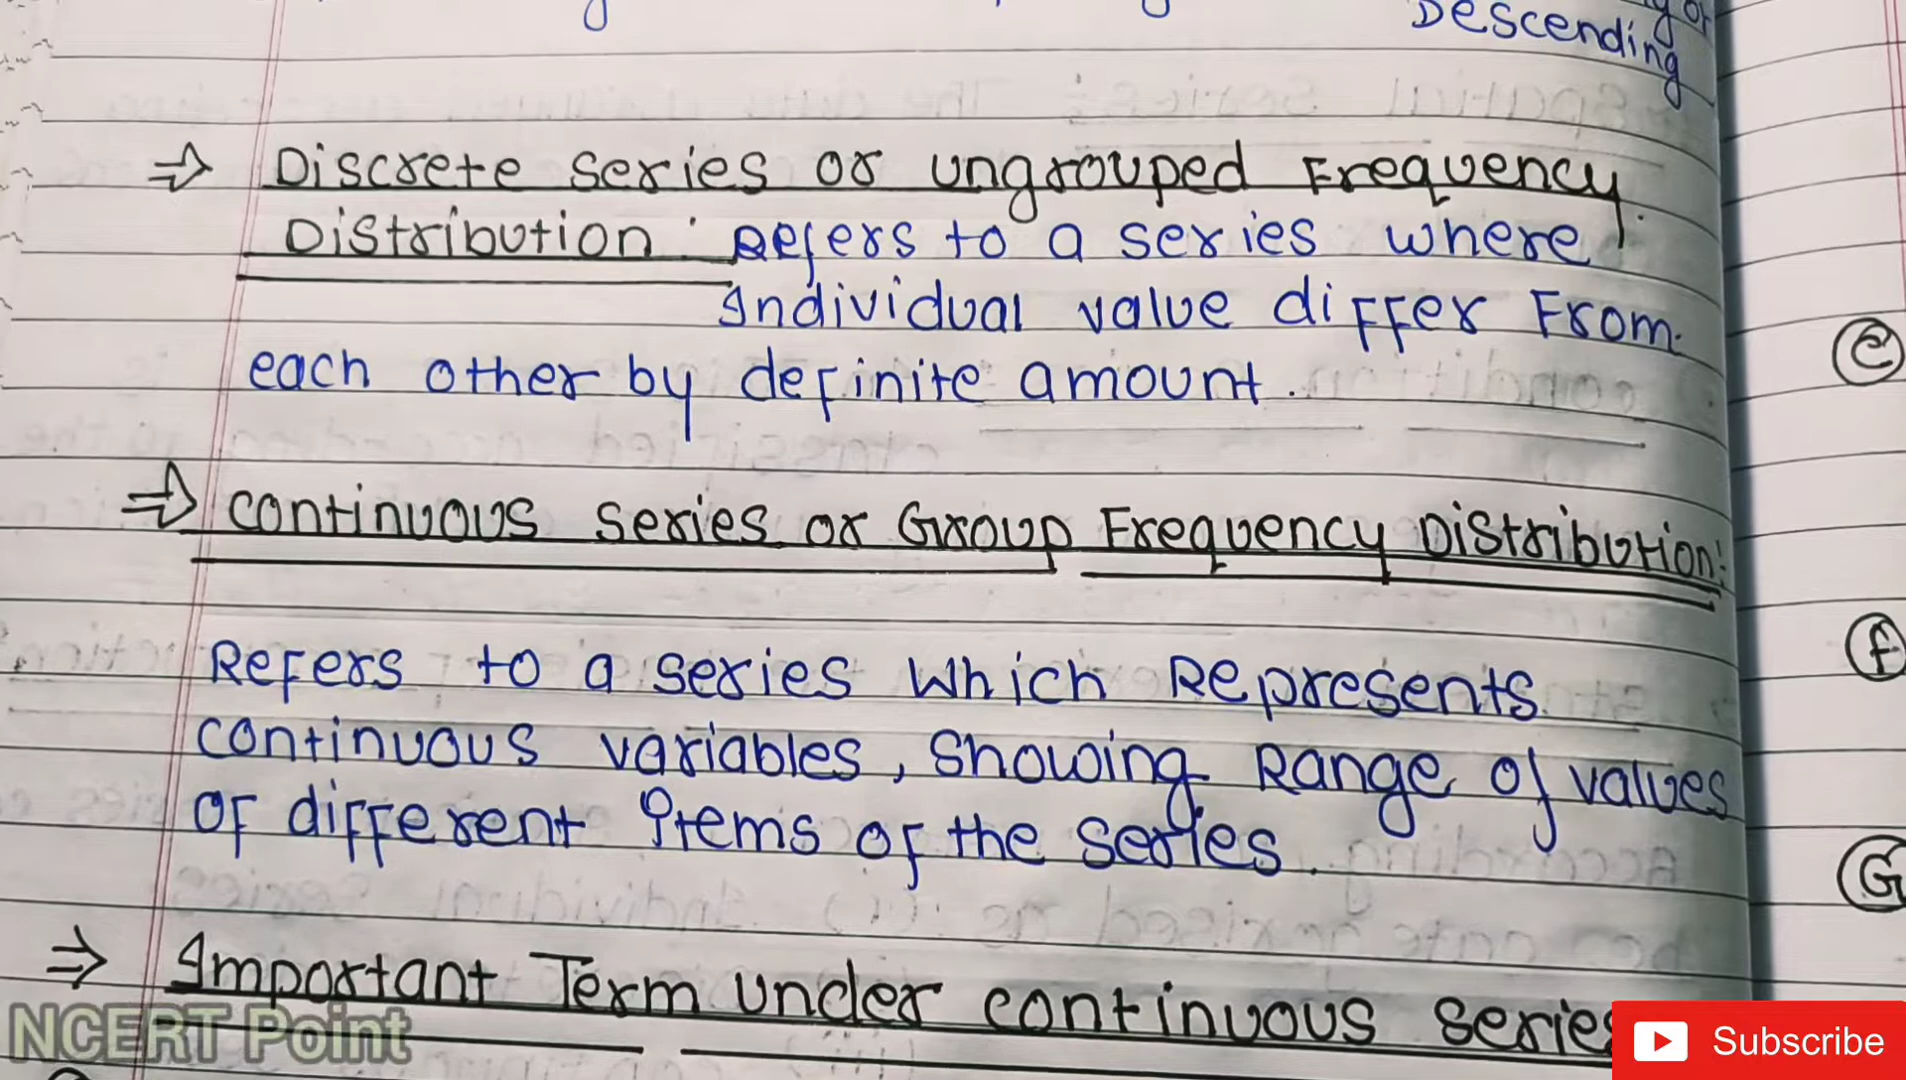 Descending
⇒ Discrete series or ungrouped Frequency
Distribution : Refers to a series where
Individual value differ From
each other by definite amount.
⇒ continuous series or Group Frequency Distribution:
Refers to a series which Represents
continuous variables, showing Range of values
of different items of the series.
⇒ Important Term under continuous series
C
F
G
NCERT Point
Subscribe